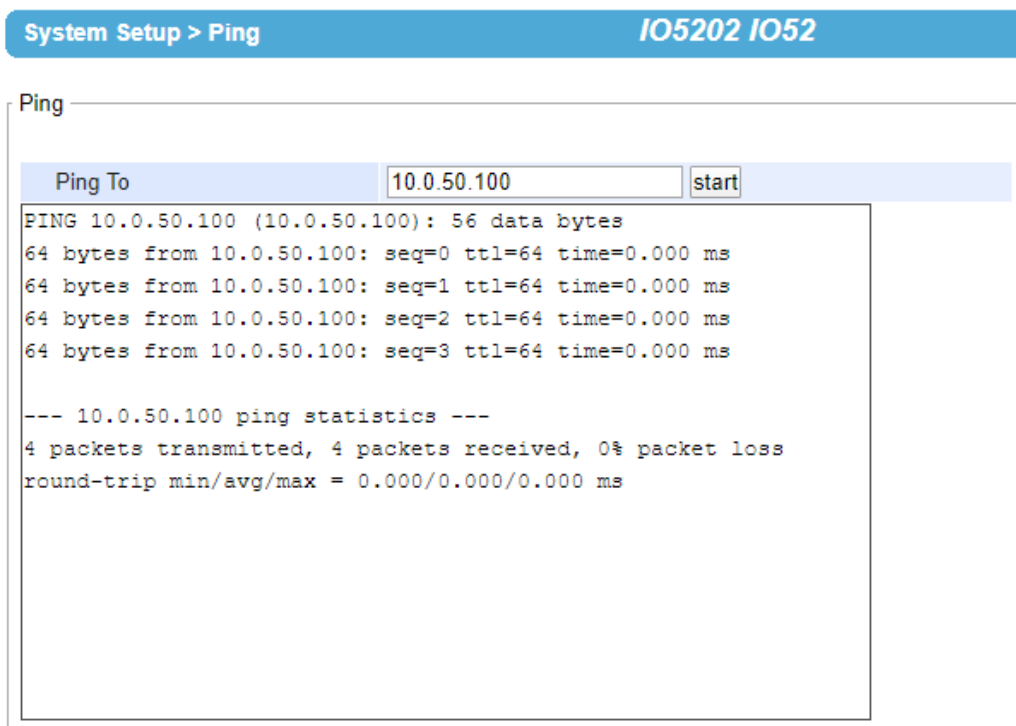 System Setup > Ping IO5202 IO52
Ping
Ping To 10.0.50.100 start
PING 10.0.50.100 (10.0.50.100): 56 data bytes
64 bytes from 10.0.50.100: seq=0 ttl=64 time=0.000 ms
64 bytes from 10.0.50.100: seq=1 ttl=64 time=0.000 ms
64 bytes from 10.0.50.100: seq=2 ttl=64 time=0.000 ms
64 bytes from 10.0.50.100: seq=3 ttl=64 time=0.000 ms
--- 10.0.50.100 ping statistics ---
4 packets transmitted, 4 packets received, 0% packet loss
round-trip min/avg/max = 0.000/0.000/0.000 ms